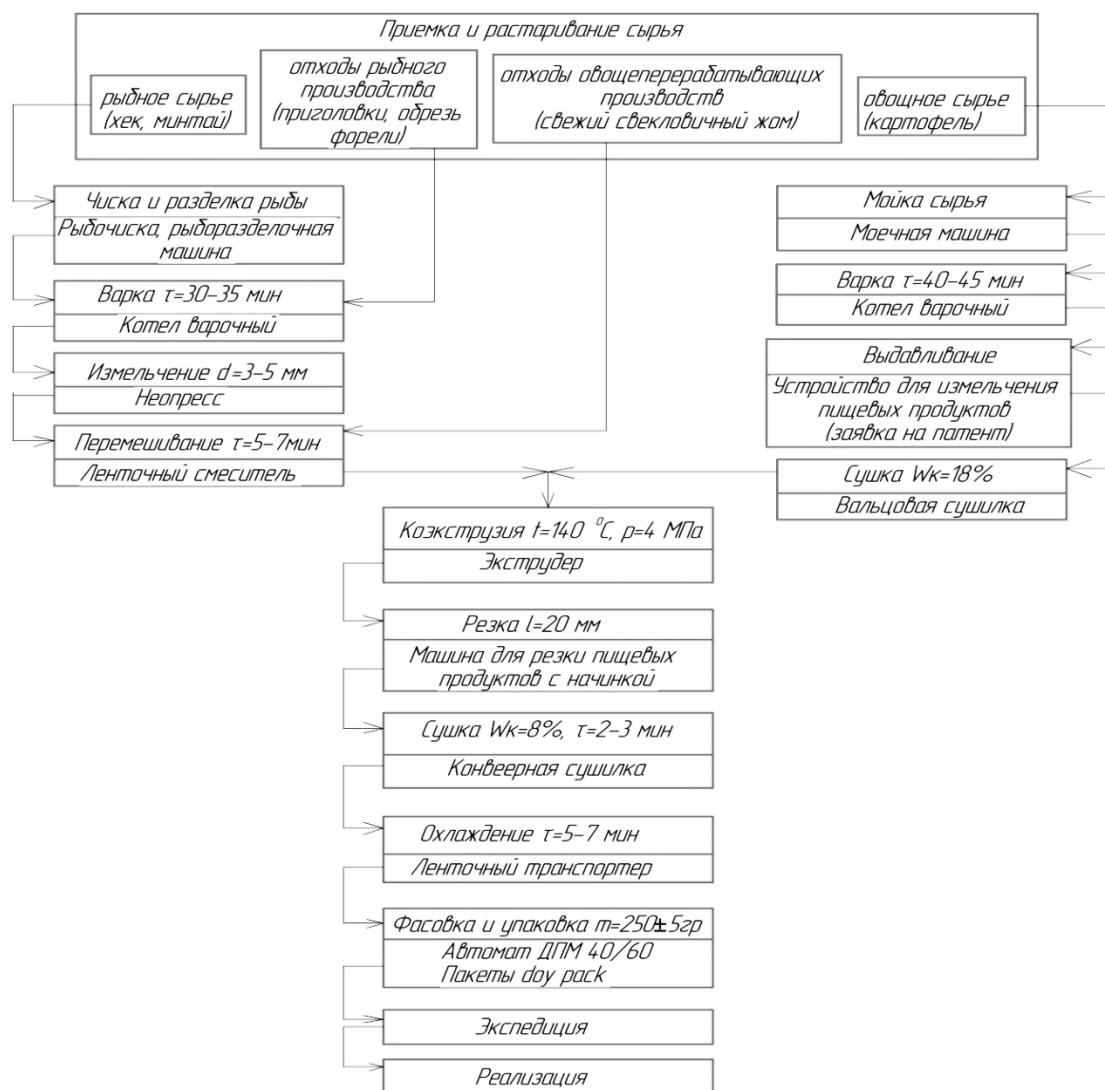 Приемка и растаривание сырья
рыбное сырье
(хек, минтай)
отходы рыбного
производства
(приголовки, обрезь
форели)
отходы овощеперерабатывающих
производств
(свежий свекловичный жом)
овощное сырье
(картофель)
Чиска и разделка рыбы
Рыбочиска, рыборазделочная
машина
Варка τ=30–35 мин
Котел варочный
Измельчение d=3–5 мм
Неопресс
Перемешивание τ=5–7мин
Ленточный смеситель
Мойка сырья
Моечная машина
Варка τ=40–45 мин
Котел варочный
Выдавливание
Устройство для измельчения
пищевых продуктов
(заявка на патент)
Сушка Wк=18%
Вальцовая сушилка
Коэкструзия t=140 °С, р=4 МПа
Экструдер
Резка l=20 мм
Машина для резки пищевых
продуктов с начинкой
Сушка Wк=8%, τ=2–3 мин
Конвеерная сушилка
Охлаждение τ=5–7 мин
Ленточный транспортер
Фасовка и упаковка m=250±5гр
Автомат ДПМ 40/60
Пакеты doy pack
Экспедиция
Реализация